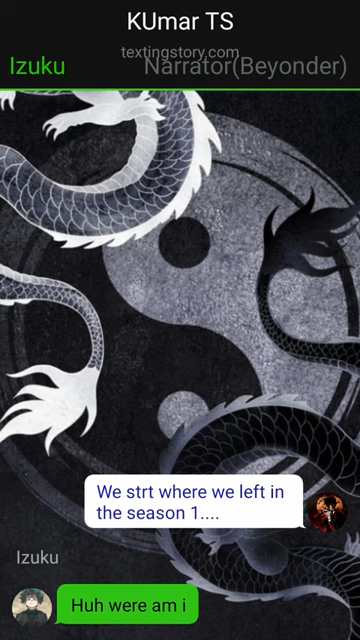 KUmar TS
textingstory.com
Izuku
Narrator(Beyonder)
We strt where we left in
the season 1....
Izuku
Huh were am i